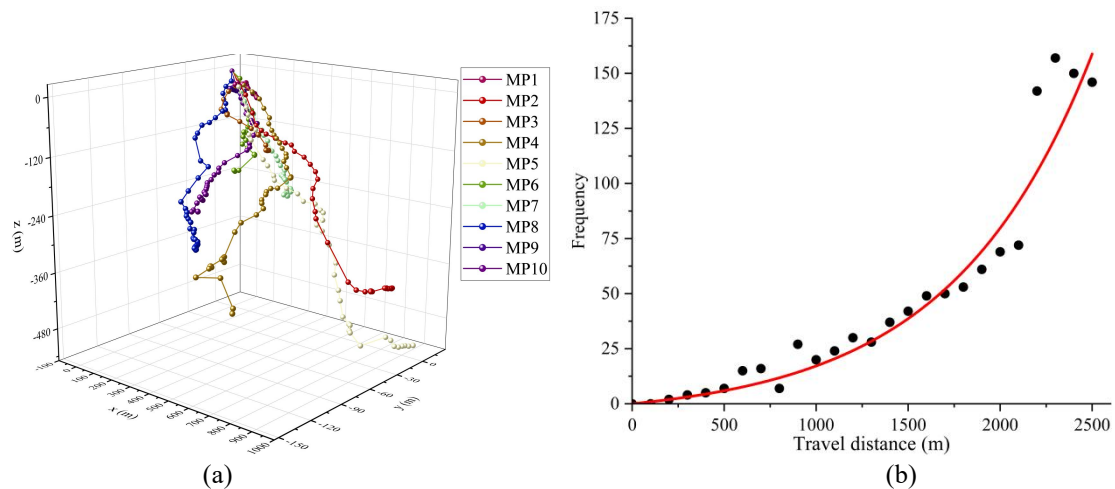 0
-120
-240
-360
-480
z (m)
-100
0
100
200
300
400
500
600
700
800
900
1000
x (m)
-150
-120
-90
-60
-30
0
y (m)
MP1
MP2
MP3
MP4
MP5
MP6
MP7
MP8
MP9
MP10
(a)
175
150
125
100
75
50
25
0
Frequency
0 500 1000 1500 2000 2500
Travel distance (m)
(b)